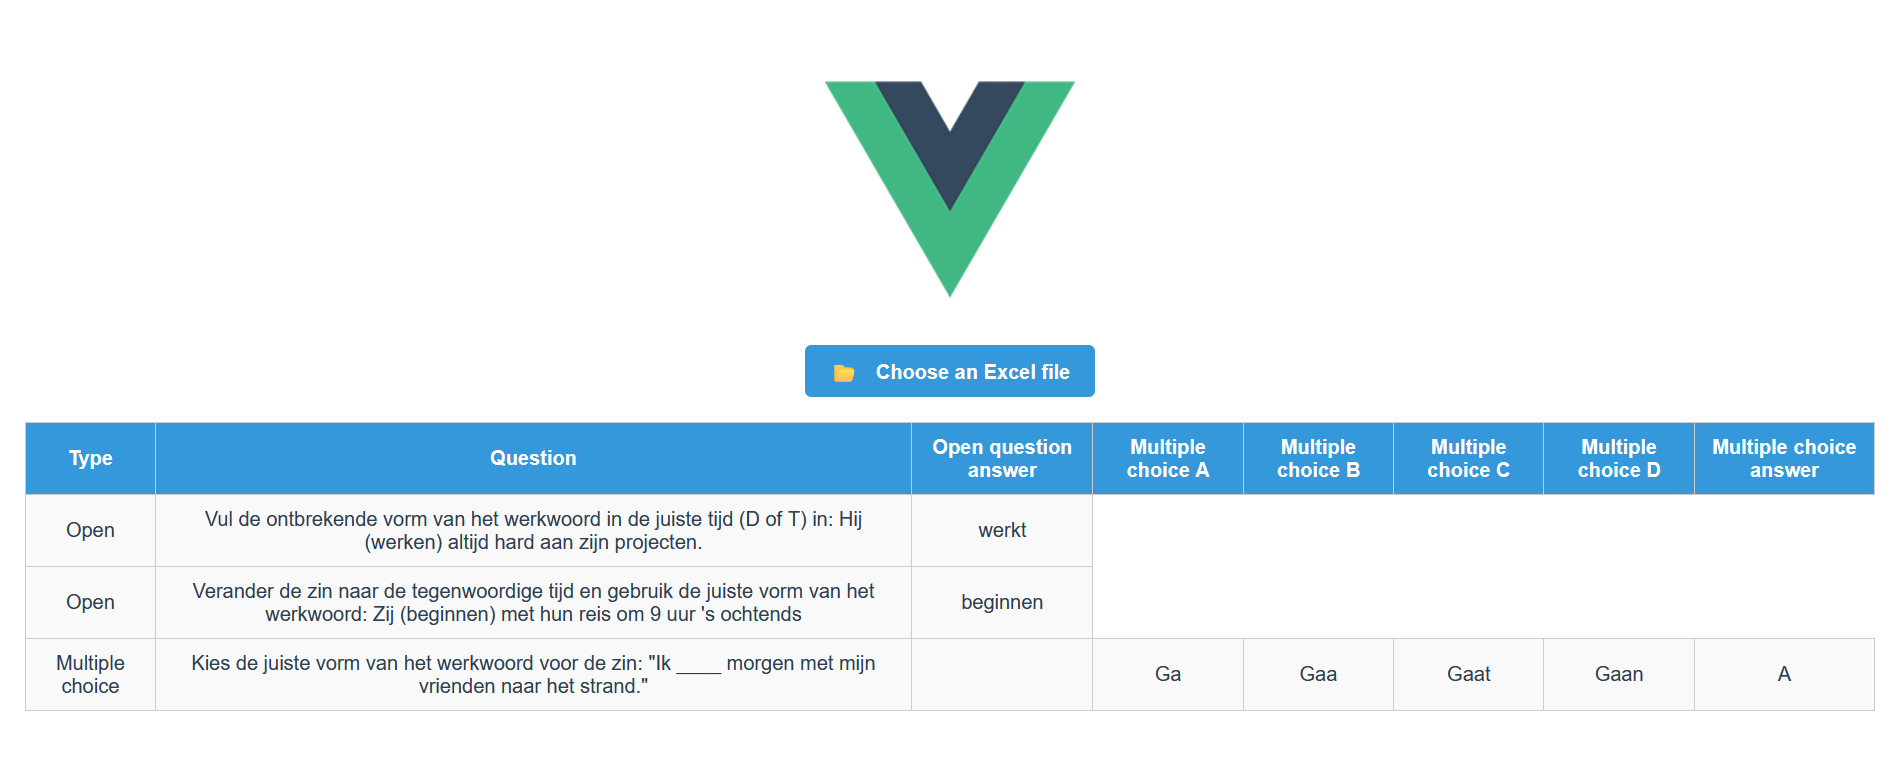 Choose an Excel file
Type
Question
Open question
answer
Multiple
choice A
Multiple
choice B
Multiple
choice C
Multiple
choice D
Multiple choice
answer
Open
Vul de ontbrekende vorm van het werkwoord in de juiste tijd (D of T) in: Hij
(werken) altijd hard aan zijn projecten.
werkt
Open
Verander de zin naar de tegenwoordige tijd en gebruik de juiste vorm van het
werkwoord: Zij (beginnen) met hun reis om 9 uur 's ochtends
beginnen
Multiple
choice
Kies de juiste vorm van het werkwoord voor de zin: "Ik ____ morgen met mijn
vrienden naar het strand."
Ga
Gaa
Gaat
Gaan
A